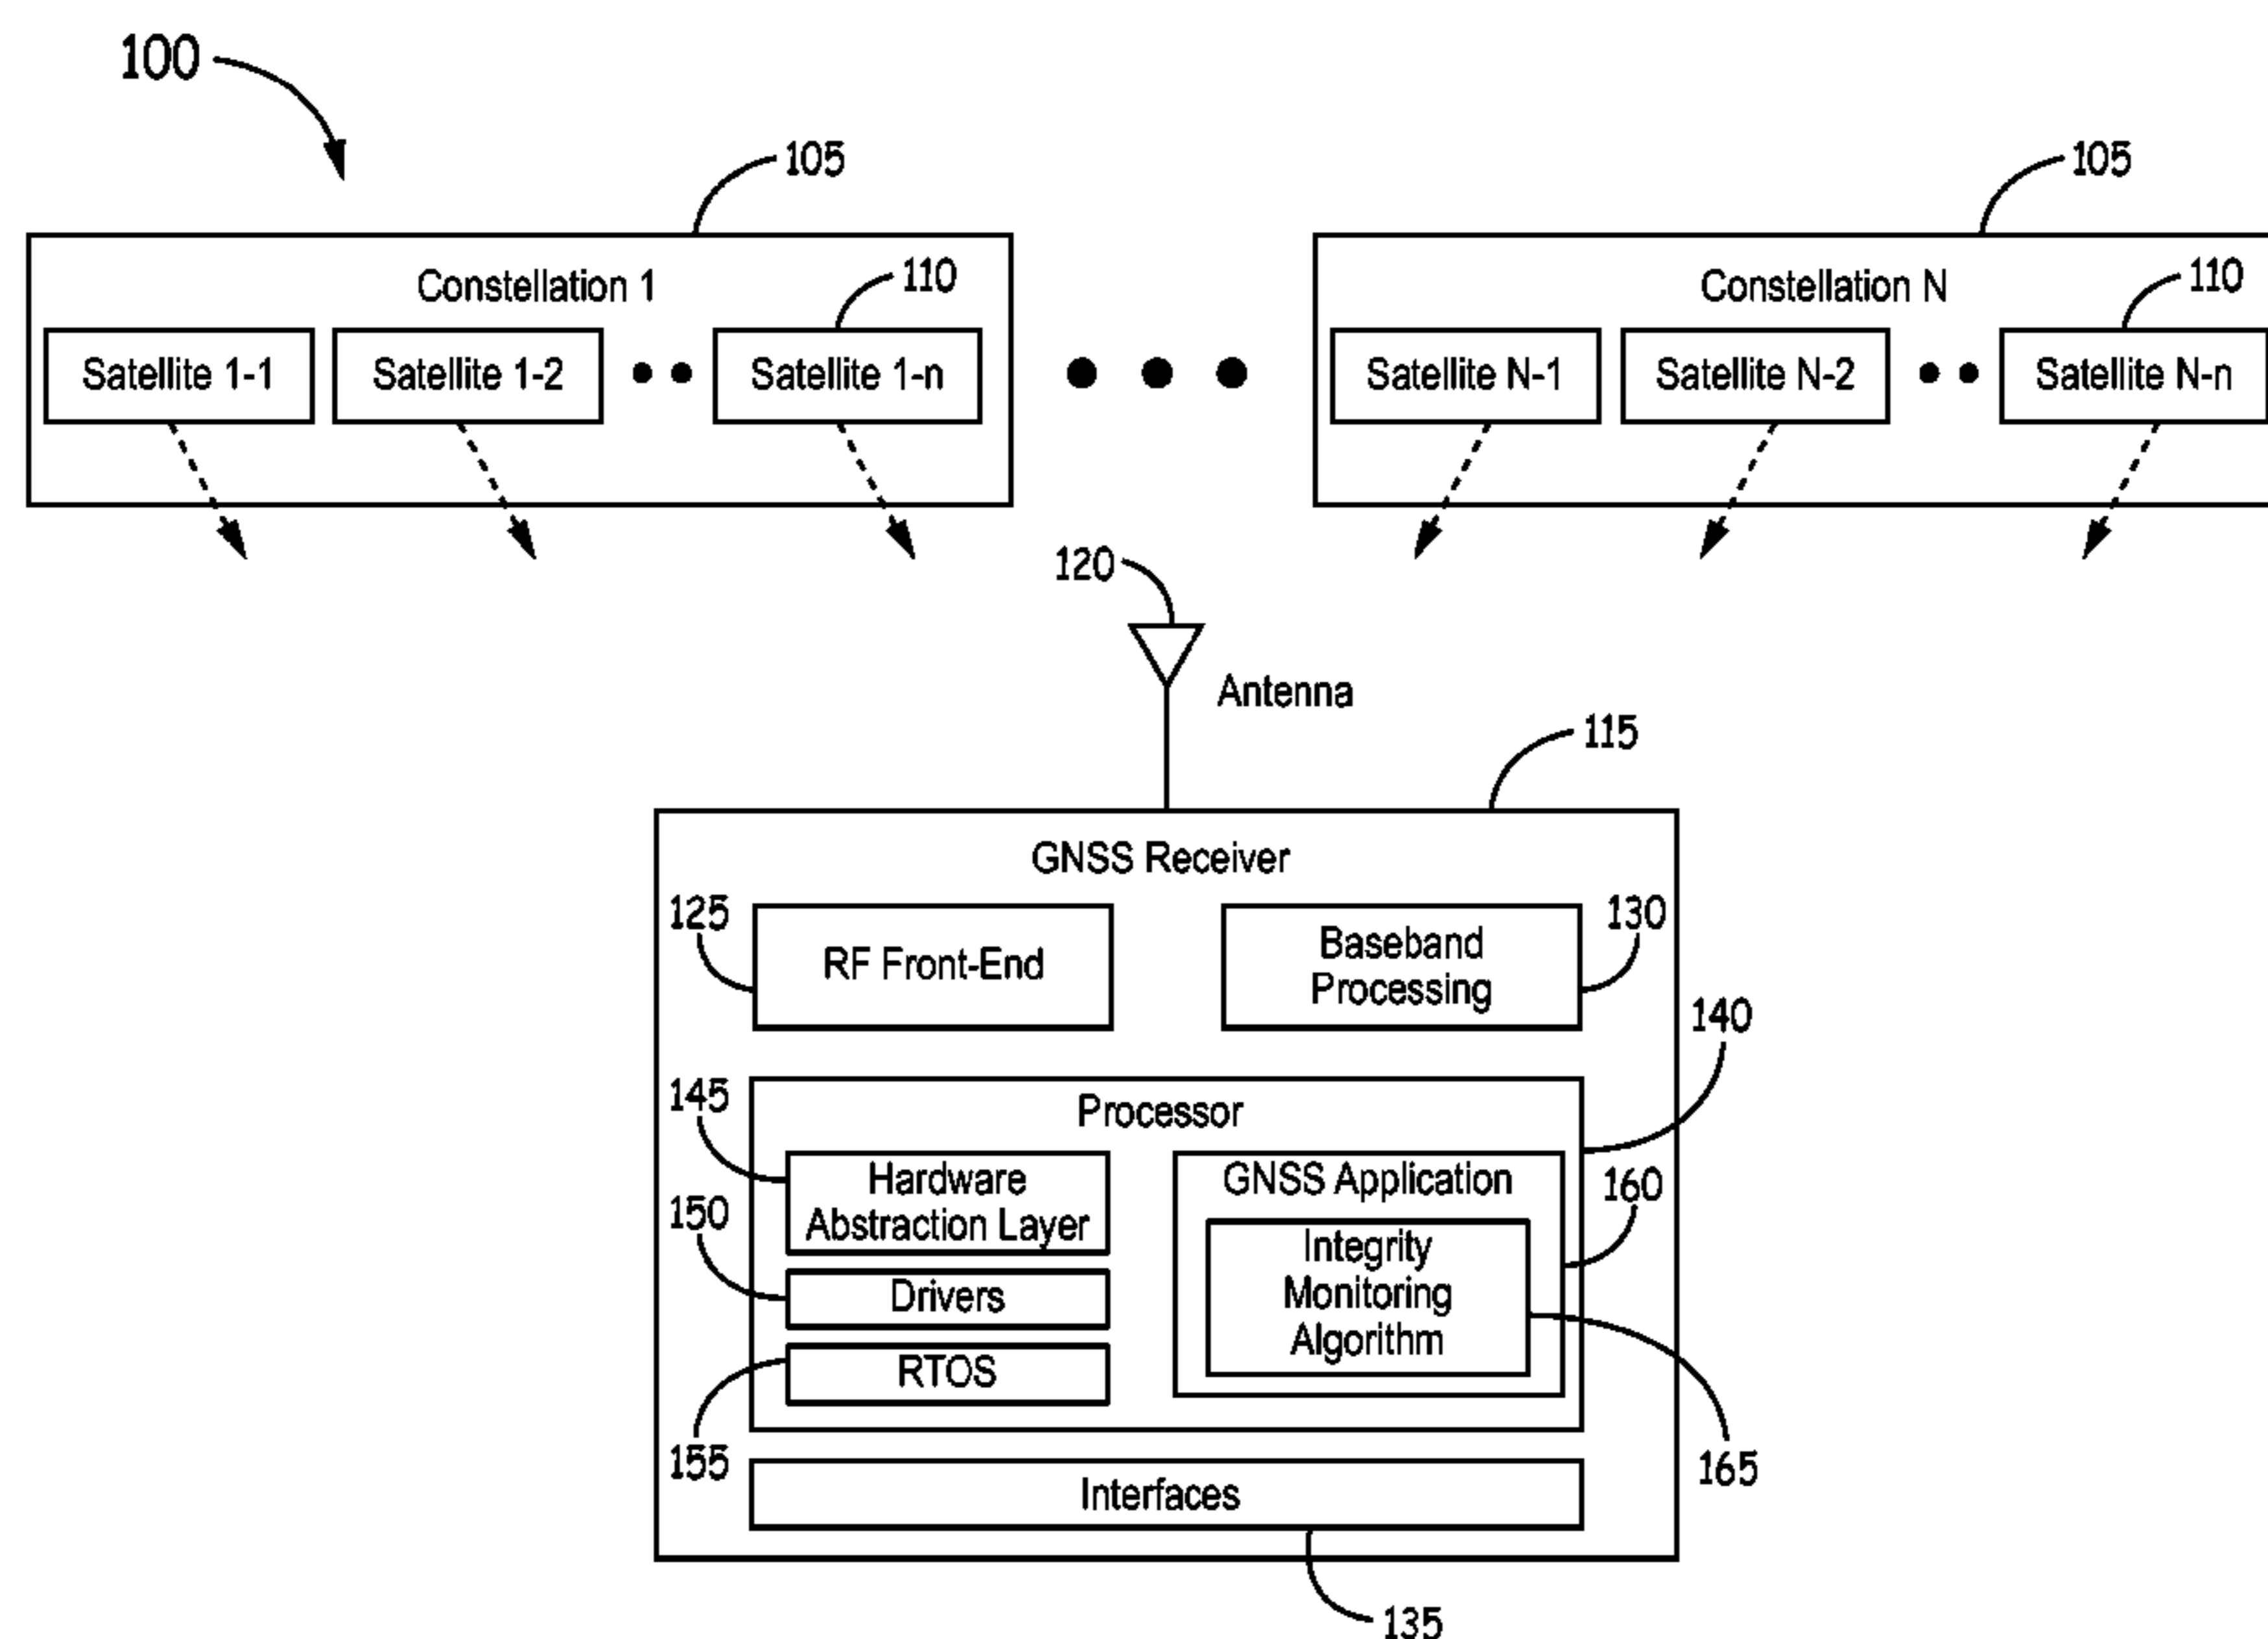 100
105
105
Constellation 1
110
Constellation N
110
Satellite 1-1
Satellite 1-2
Satellite 1-n
Satellite N-1
Satellite N-2
Satellite N-n
120
Antenna
115
GNSS Receiver
125
RF Front-End
Baseband
Processing
130
140
Processor
145
Hardware
Abstraction Layer
150
Drivers
155
RTOS
GNSS Application
160
Integrity
Monitoring
Algorithm
165
Interfaces
135